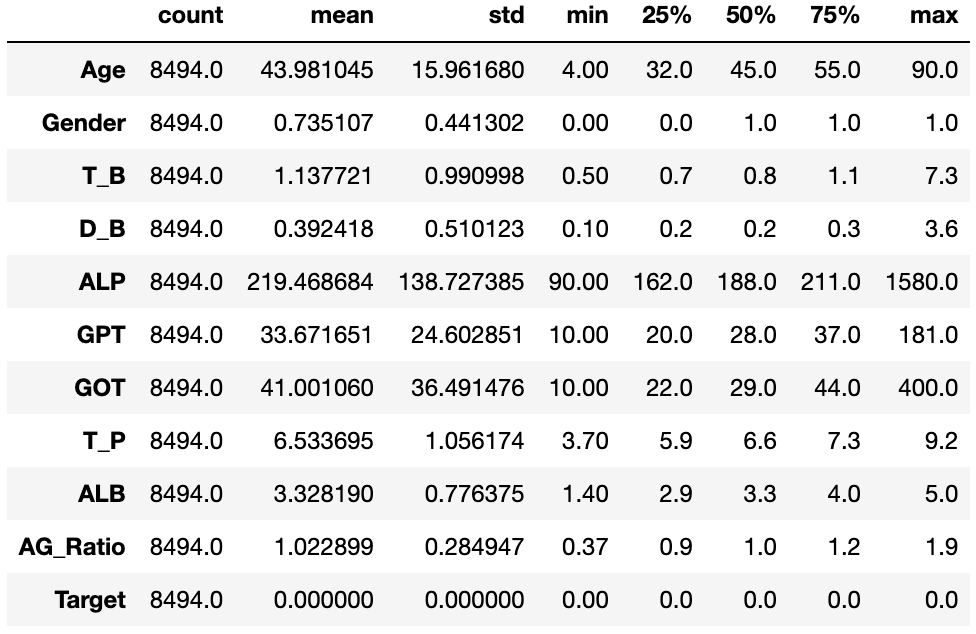 count mean std min 25% 50% 75% max
Age 8494.0 43.981045 15.961680 4.00 32.0 45.0 55.0 90.0
Gender 8494.0 0.735107 0.441302 0.00 0.0 1.0 1.0 1.0
T_B 8494.0 1.137721 0.990998 0.50 0.7 0.8 1.1 7.3
D_B 8494.0 0.392418 0.510123 0.10 0.2 0.2 0.3 3.6
ALP 8494.0 219.468684 138.727385 90.00 162.0 188.0 211.0 1580.0
GPT 8494.0 33.671651 24.602851 10.00 20.0 28.0 37.0 181.0
GOT 8494.0 41.001060 36.491476 10.00 22.0 29.0 44.0 400.0
T_P 8494.0 6.533695 1.056174 3.70 5.9 6.6 7.3 9.2
ALB 8494.0 3.328190 0.776375 1.40 2.9 3.3 4.0 5.0
AG_Ratio 8494.0 1.022899 0.284947 0.37 0.9 1.0 1.2 1.9
Target 8494.0 0.000000 0.000000 0.00 0.0 0.0 0.0 0.0